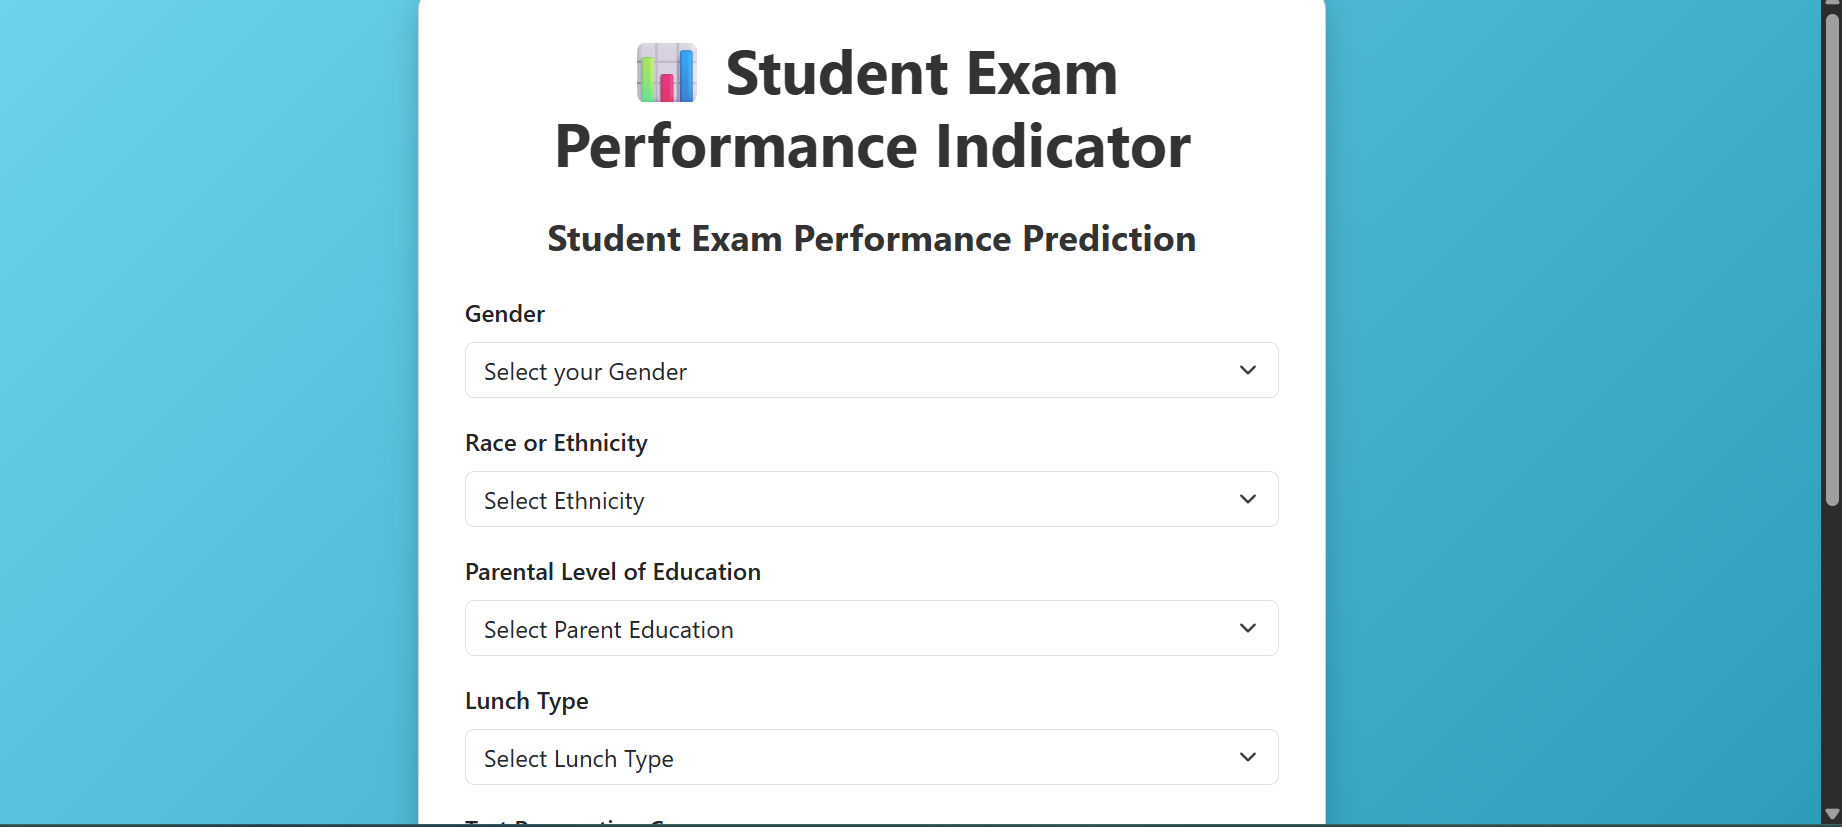 Student Exam
Performance Indicator
Student Exam Performance Prediction
Gender
Select your Gender
Race or Ethnicity
Select Ethnicity
Parental Level of Education
Select Parent Education
Lunch Type
Select Lunch Type